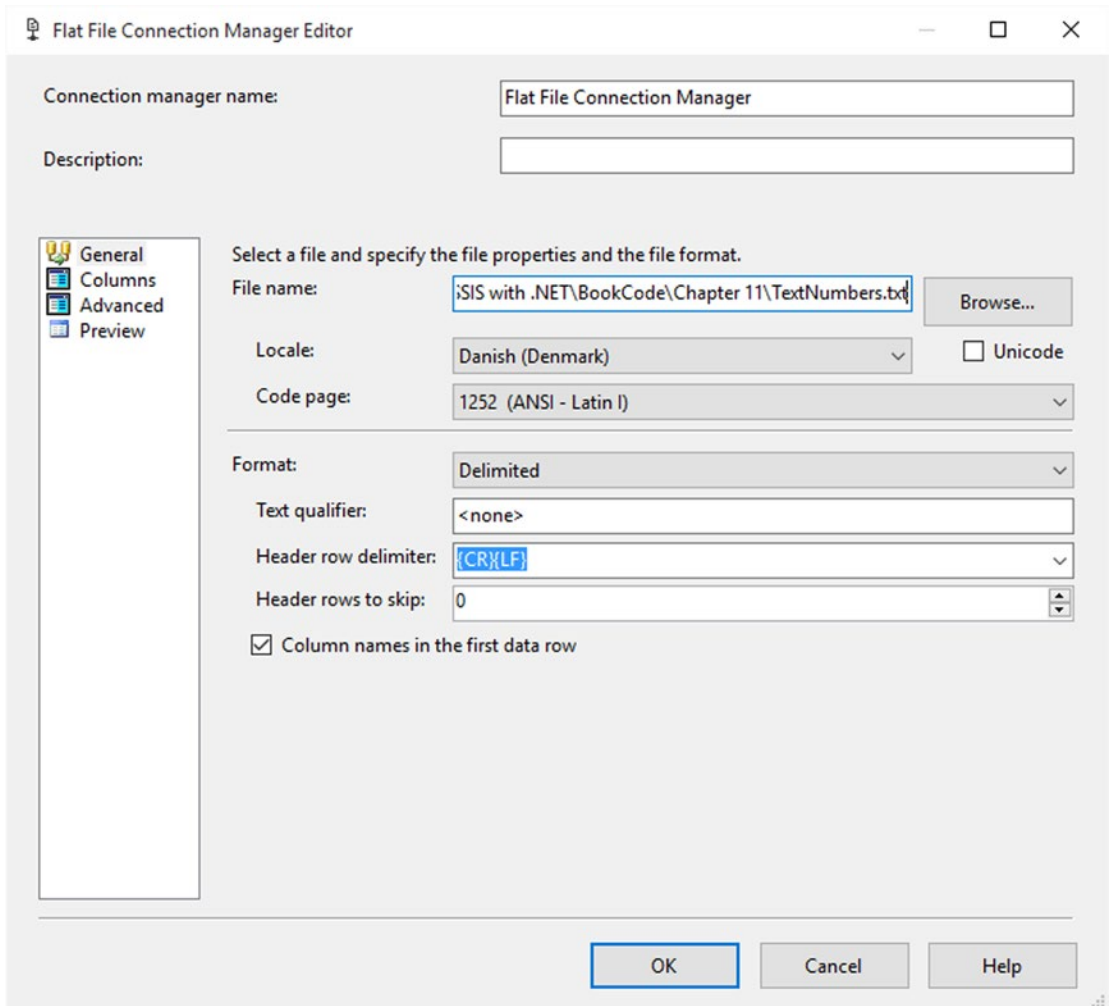 Flat File Connection Manager Editor
Connection manager name: Flat File Connection Manager
Description:
General
Columns
Advanced
Preview
Select a file and specify the file properties and the file format.
File name: SSIS with .NET\BookCode\Chapter 11\TextNumbers.txt Browse...
Locale: Danish (Denmark) Unicode
Code page: 1252 (ANSI - Latin I)
Format: Delimited
Text qualifier: <none>
Header row delimiter: {CR}{LF}
Header rows to skip: 0
Column names in the first data row
OK Cancel Help